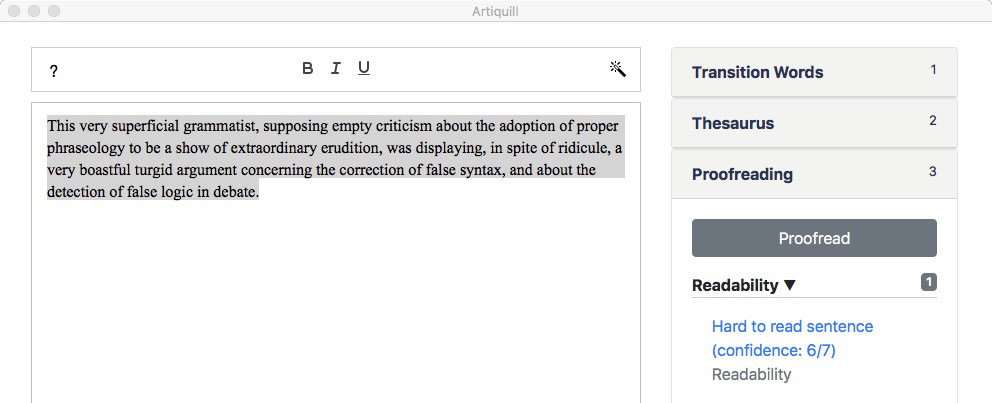 Artiquill
?
B I U
This very superficial grammatist, supposing empty criticism about the adoption of proper
phraseology to be a show of extraordinary erudition, was displaying, in spite of ridicule, a
very boastful turgid argument concerning the correction of false syntax, and about the
detection of false logic in debate.
Transition Words 1
Thesaurus 2
Proofreading 3
Proofread
Readability ▼ 1
Hard to read sentence
(confidence: 6/7)
Readability